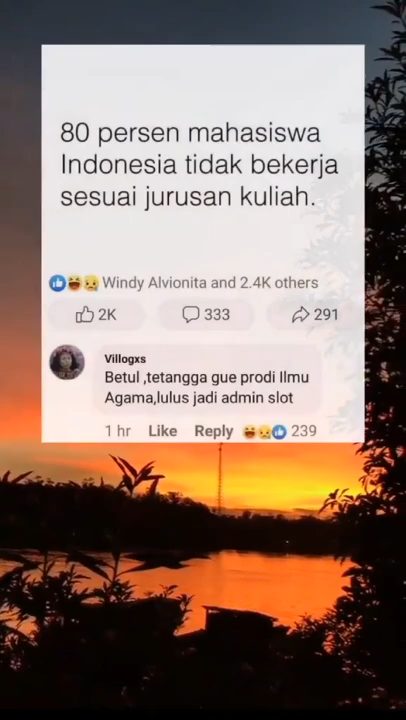 80 persen mahasiswa
Indonesia tidak bekerja
sesuai jurusan kuliah.
Windy Alvionita and 2.4K others
2K 333 291
Villogxs
Betul ,tetangga gue prodi Ilmu
Agama,lulus jadi admin slot
1 hr Like Reply 239